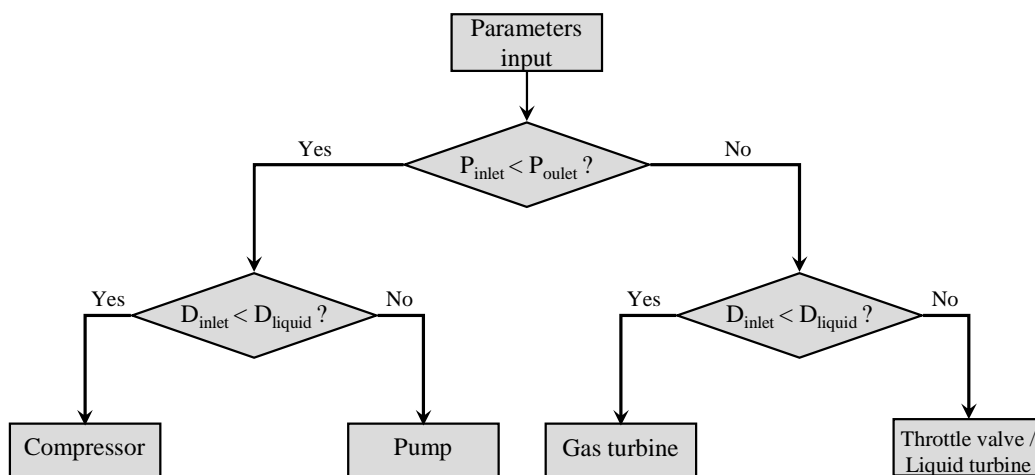 Parameters
input
Yes
No
P_inlet < P_oulet ?
Yes
No
Yes
No
D_inlet < D_liquid ?
D_inlet < D_liquid ?
Compressor
Pump
Gas turbine
Throttle valve /
Liquid turbine